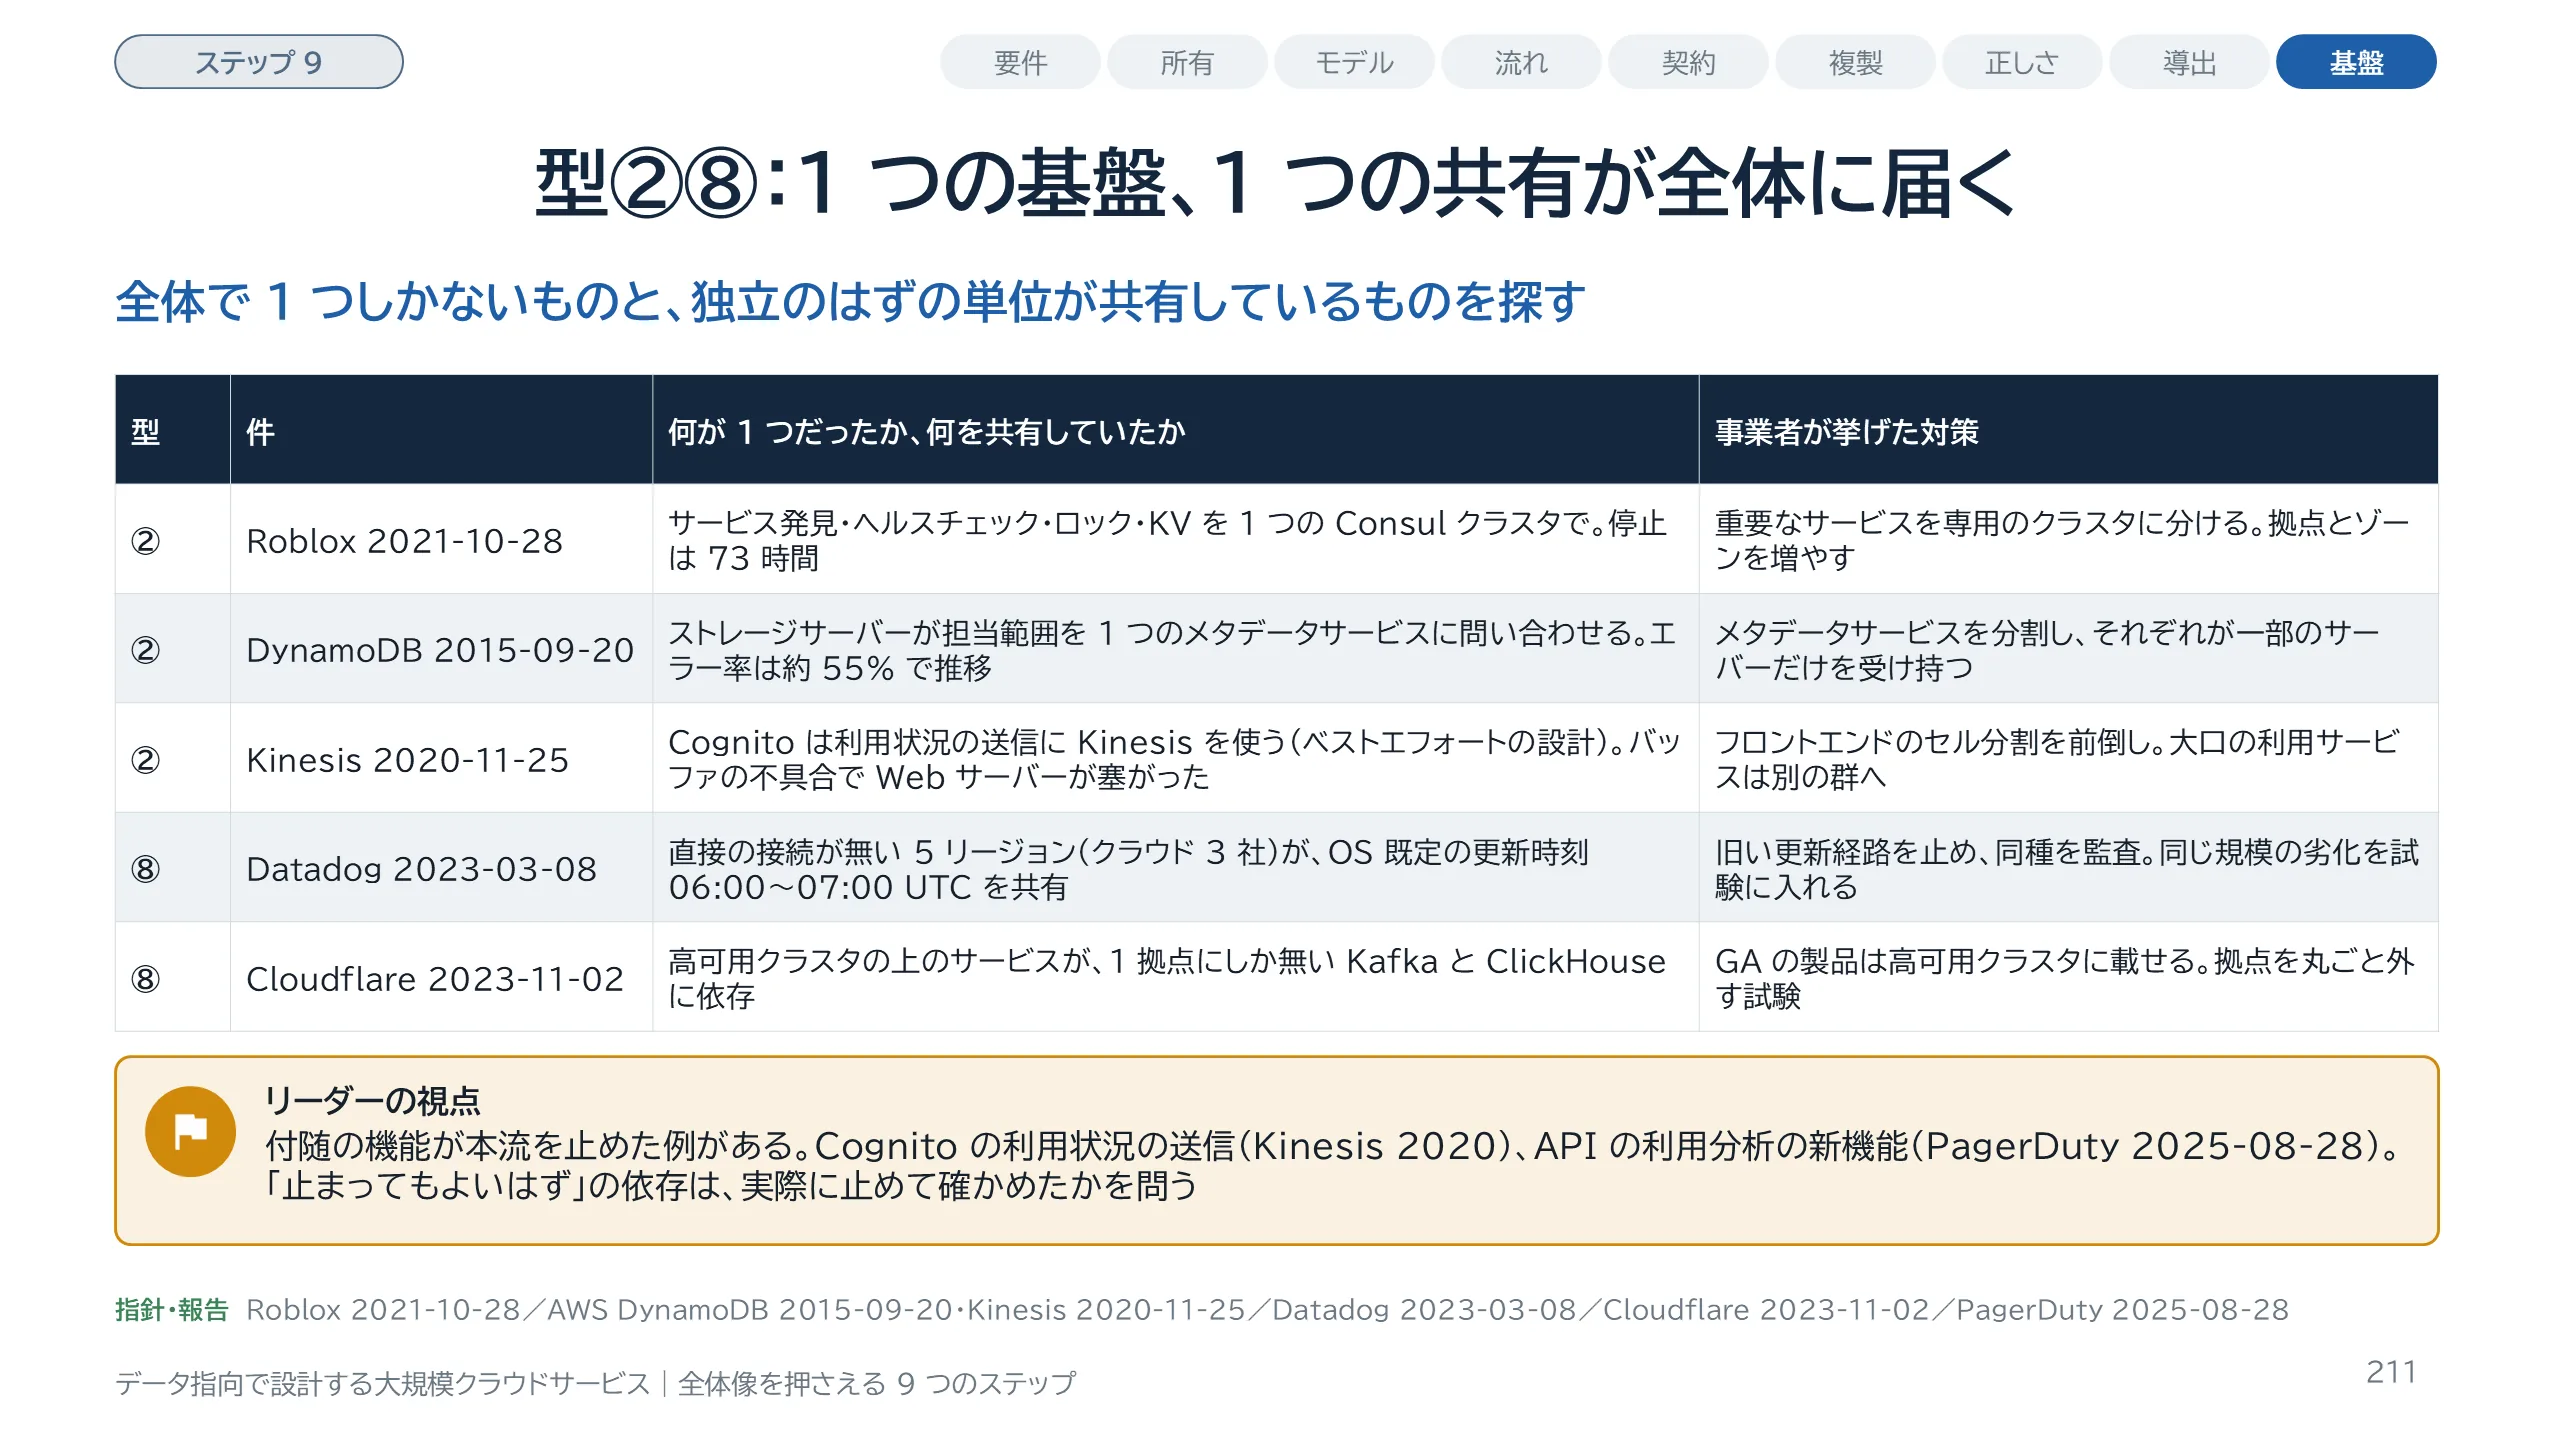 ステップ 9
要件
所有
モデル
流れ
契約
複製
正しさ
導出
基盤
型②⑧:1 つの基盤、1 つの共有が全体に届く
全体で 1 つしかないものと、独立のはずの単位が共有しているものを探す
型
件
何が 1 つだったか、何を共有していたか
事業者が挙げた対策
②
Roblox 2021-10-28
サービス発見・ヘルスチェック・ロック・KV を 1 つの Consul クラスタで。停止
は 73 時間
重要なサービスを専用のクラスタに分ける。拠点とゾー
ンを増やす
②
DynamoDB 2015-09-20
ストレージサーバーが担当範囲を 1 つのメタデータサービスに問い合わせる。エ
ラー率は約 55% で推移
メタデータサービスを分割し、それぞれが一部のサー
バーだけを受け持つ
②
Kinesis 2020-11-25
Cognito は利用状況の送信に Kinesis を使う(ベストエフォートの設計)。バッ
ファの不具合で Web サーバーが塞がった
フロントエンドのセル分割を前倒し。大口の利用サービ
スは別の群へ
⑧
Datadog 2023-03-08
直接の接続が無い 5 リージョン(クラウド 3 社)が、OS 既定の更新時刻
06:00〜07:00 UTC を共有
旧い更新経路を止め、同種を監査。同じ規模の劣化を試
験に入れる
⑧
Cloudflare 2023-11-02
高可用クラスタの上のサービスが、1 拠点にしか無い Kafka と ClickHouse
に依存
GA の製品は高可用クラスタに載せる。拠点を丸ごと外
す試験
リーダーの視点
付随の機能が本流を止めた例がある。Cognito の利用状況の送信(Kinesis 2020)、API の利用分析の新機能(PagerDuty 2025-08-28)。
「止まってもよいはず」の依存は、実際に止めて確かめたかを問う
指針・報告 Roblox 2021-10-28／AWS DynamoDB 2015-09-20・Kinesis 2020-11-25／Datadog 2023-03-08／Cloudflare 2023-11-02／PagerDuty 2025-08-28
データ指向で設計する大規模クラウドサービス｜全体像を押さえる 9 つのステップ
211